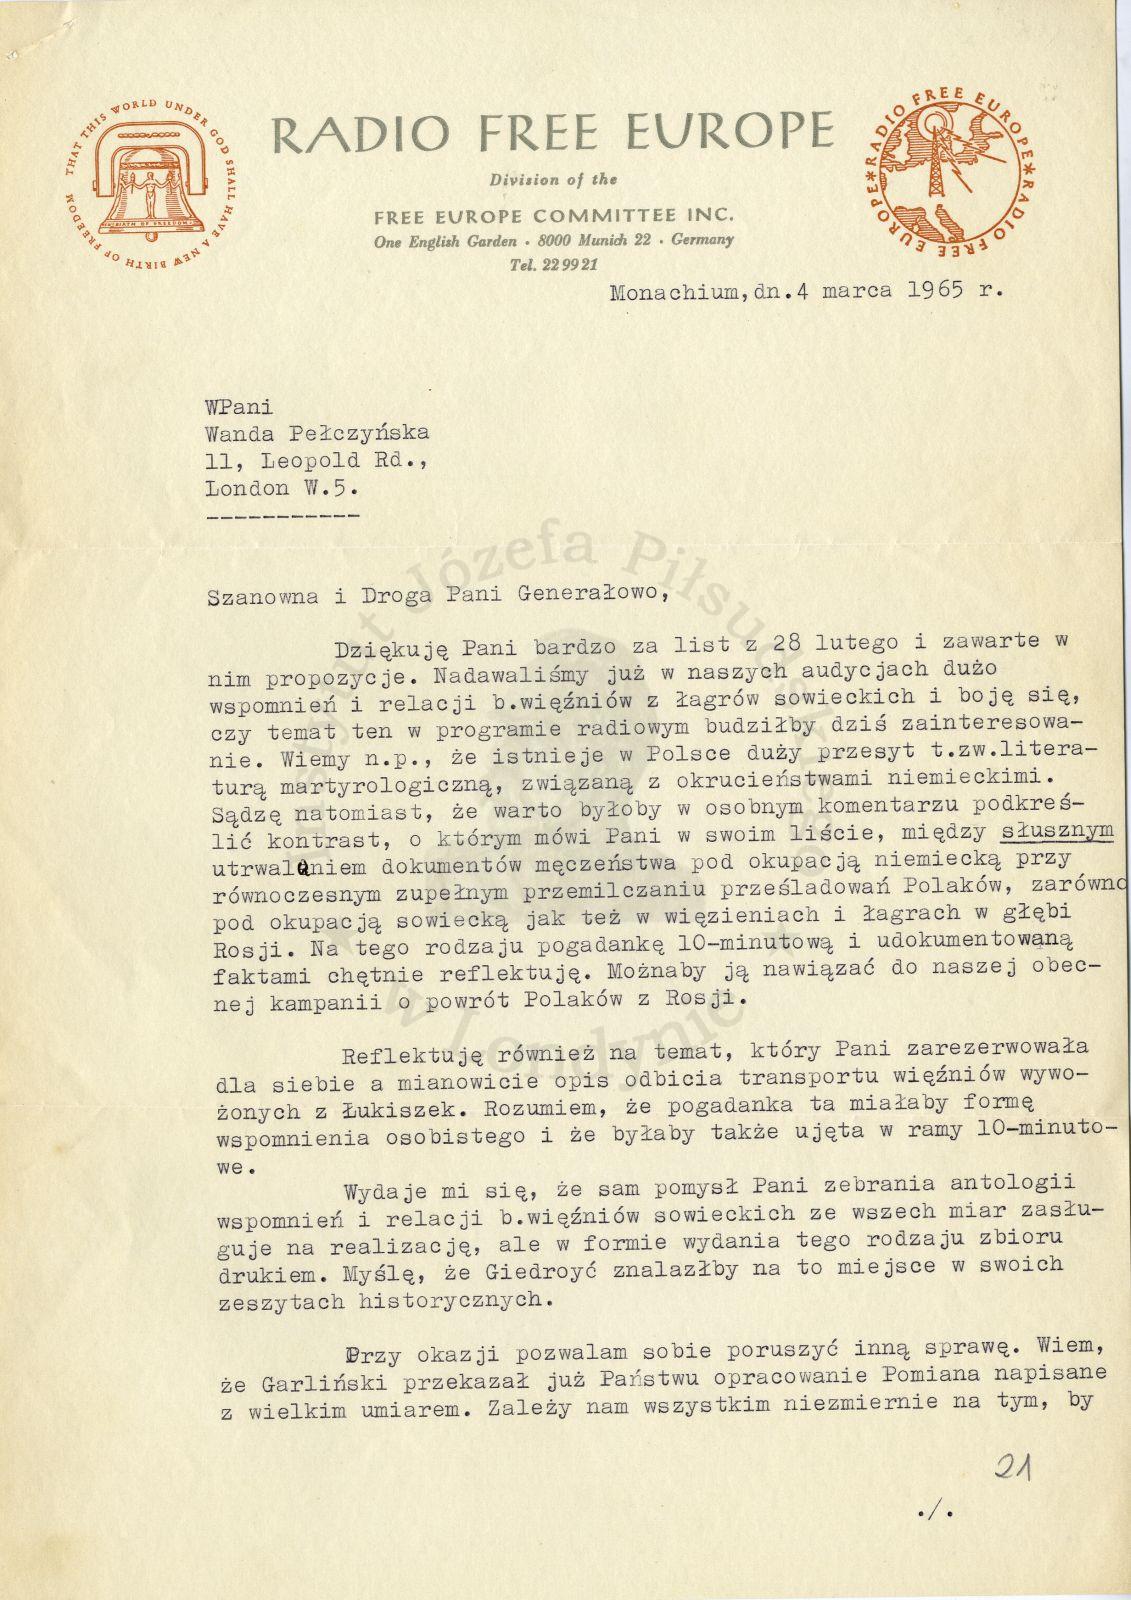 THAT THIS WORLD UNDER GOD SHALL HAVE A NEW BIRTH OF FREEDOM
RADIO FREE EUROPE
RADIO FREE EUROPE*RADIO FREE EUROPE*
Division of the
FREE EUROPE COMMITTEE INC.
One English Garden · 8000 Munich 22 · Germany
Tel. 22 99 21
Monachium,dn.4 marca 1965 r.
WPani
Wanda Pełczyńska
11, Leopold Rd.,
London W.5.
-----------
Szanowna i Droga Pani Generałowo,
Dziękuję Pani bardzo za list z 28 lutego i zawarte w
nim propozycje. Nadawaliśmy już w naszych audycjach dużo
wspomnień i relacji b.więźniów z łagrów sowieckich i boję się,
czy temat ten w programie radiowym budziłby dziś zainteresowa-
nie. Wiemy n.p., że istnieje w Polsce duży przesyt t.zw.litera-
turą martyrologiczną, związaną z okrucieństwami niemieckimi.
Sądzę natomiast, że warto byłoby w osobnym komentarzu podkreś-
lić kontrast, o którym mówi Pani w swoim liście, między słusznym
utrwalaniem dokumentów męczeństwa pod okupacją niemiecką przy
równoczesnym zupełnym przemilczaniu prześladowań Polaków, zarówno
pod okupacją sowiecką jak też w więzieniach i łagrach w głębi
Rosji. Na tego rodzaju pogadankę 10-minutową i udokumentowaną
faktami chętnie reflektuję. Możnaby ją nawiązać do naszej obec-
nej kampanii o powrót Polaków z Rosji.
Reflektuję również na temat, który Pani zarezerwowała
dla siebie a mianowicie opis odbicia transportu więźniów wywo-
żonych z Łukiszek. Rozumiem, że pogadanka ta miałaby formę
wspomnienia osobistego i że byłaby także ujęta w ramy 10-minuto-
we.
Wydaje mi się, że sam pomysł Pani zebrania antologii
wspomnień i relacji b.więźniów sowieckich ze wszech miar zasłu-
guje na realizację, ale w formie wydania tego rodzaju zbioru
drukiem. Myślę, że Giedroyć znalazłby na to miejsce w swoich
zeszytach historycznych.
Przy okazji pozwalam sobie poruszyć inną sprawę. Wiem,
że Garliński przekazał już Państwu opracowanie Pomiana napisane
z wielkim umiarem. Zależy nam wszystkim niezmiernie na tym, by
21
./.
Instytut Józefa Piłsudskiego
w Londynie